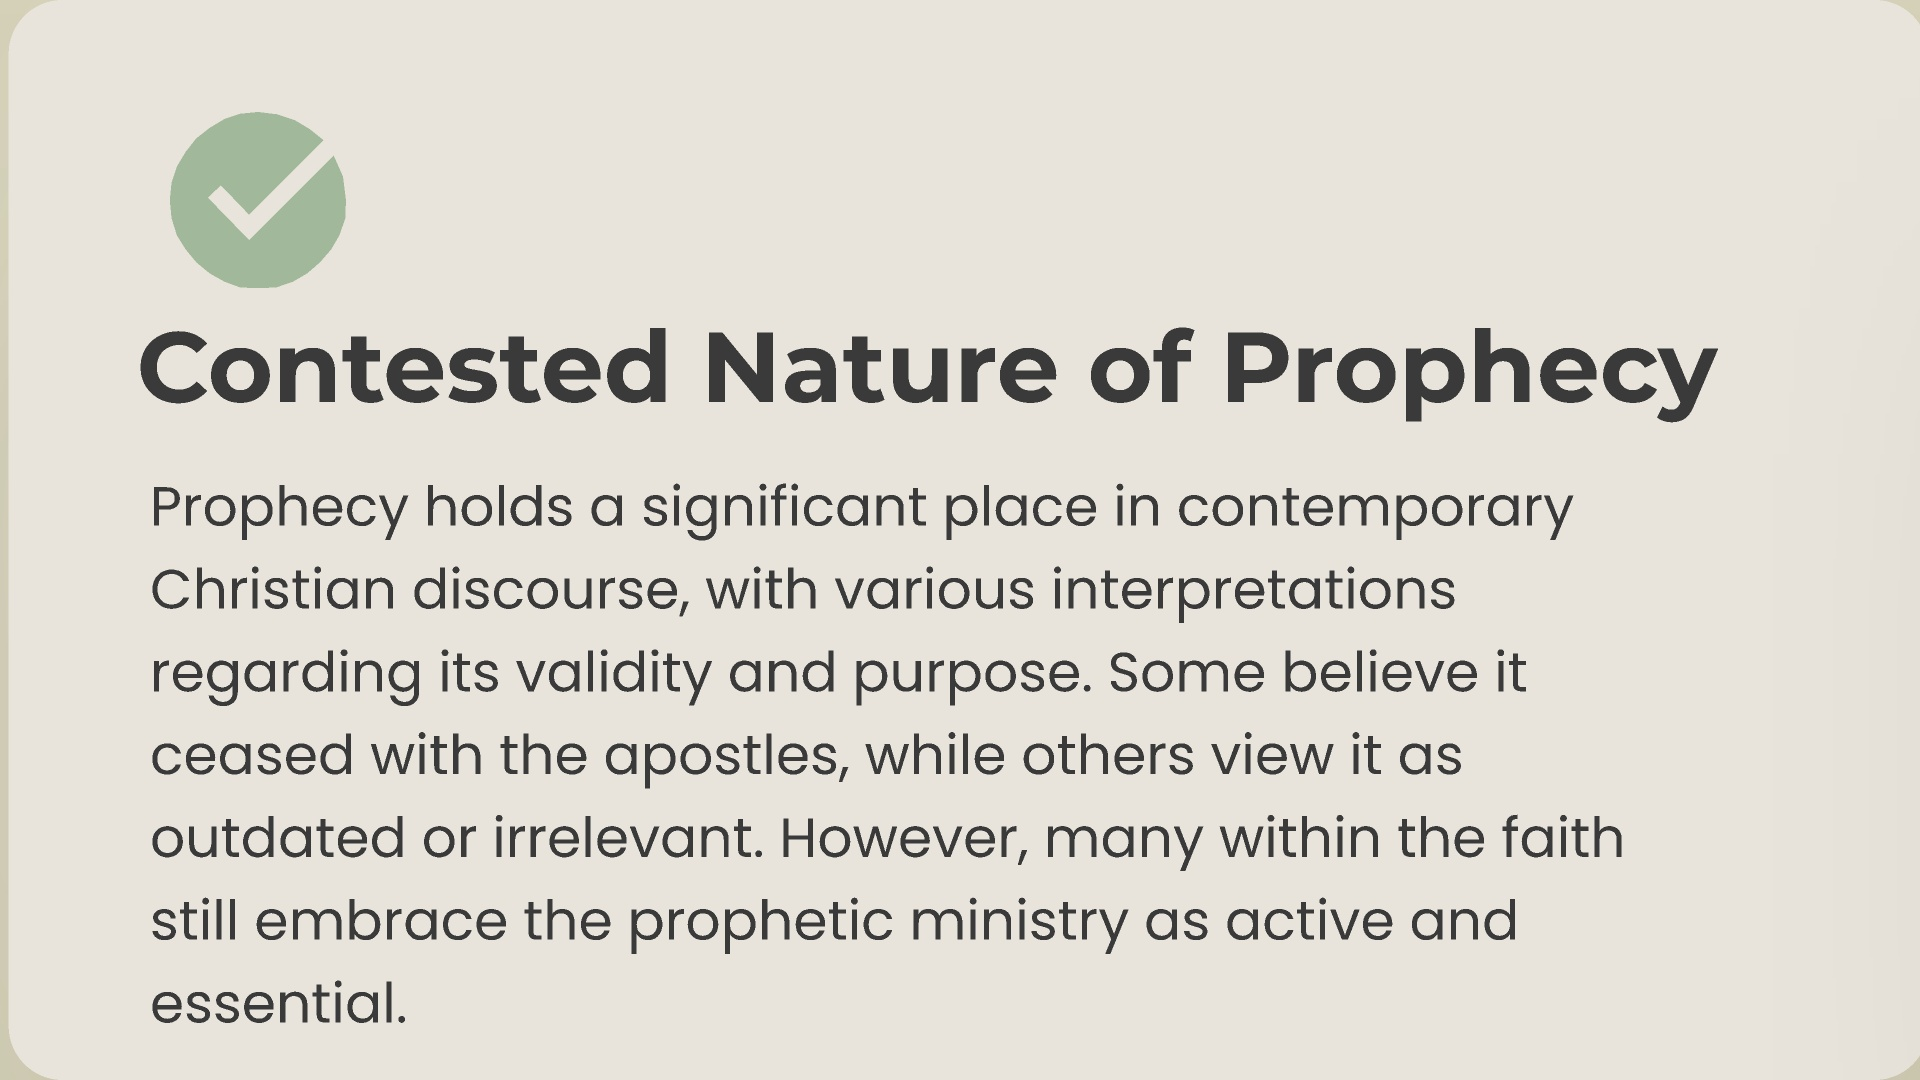 Contested Nature of Prophecy
Prophecy holds a significant place in contemporary
Christian discourse, with various interpretations
regarding its validity and purpose. Some believe it
ceased with the apostles, while others view it as
outdated or irrelevant. However, many within the faith
still embrace the prophetic ministry as active and
essential.